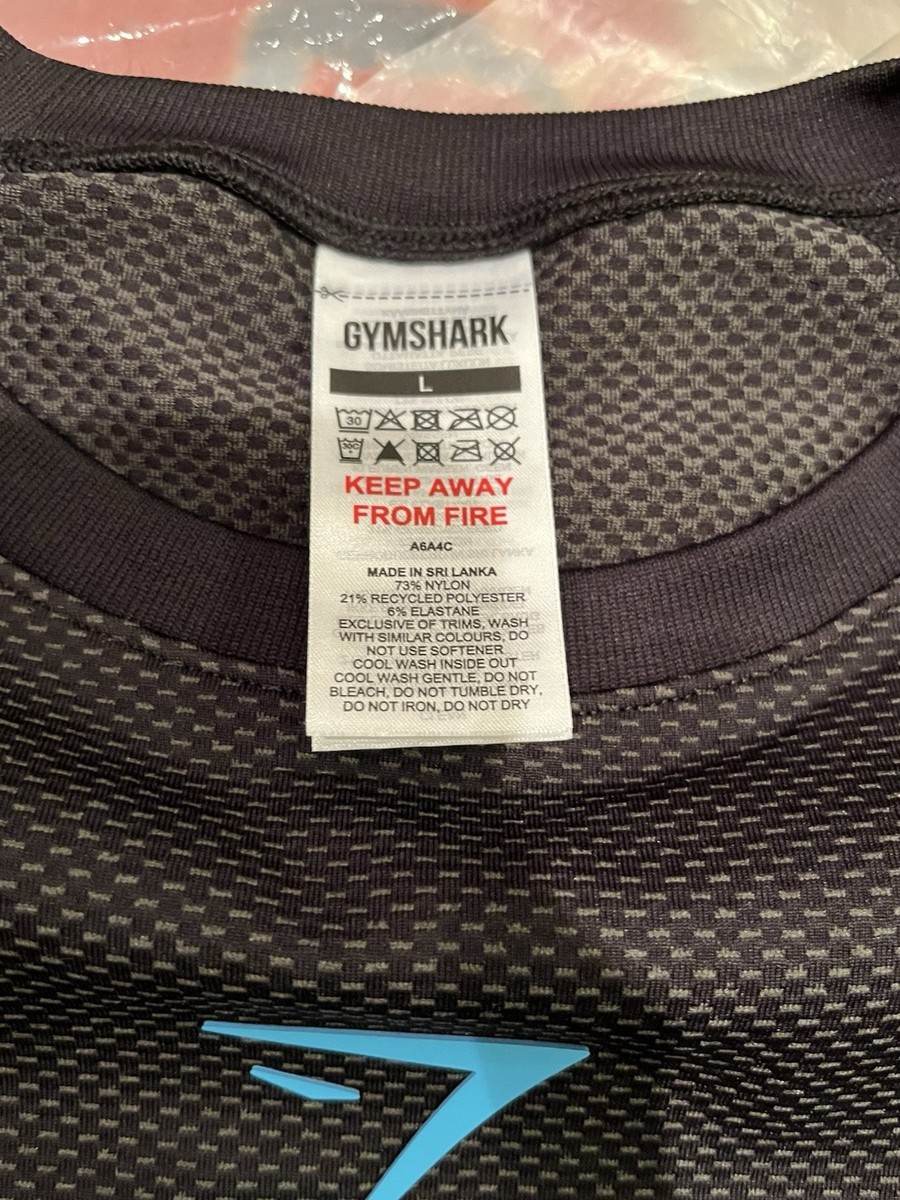 GYMSHARK
L
30
30C
KEEP AWAY
FROM FIRE
A6A4C
MADE IN SRI LANKA
73% NYLON
21% RECYCLED POLYESTER
6% ELASTANE
EXCLUSIVE OF TRIMS, WASH
WITH SIMILAR COLOURS, DO
NOT USE SOFTENER
COOL WASH INSIDE OUT
COOL WASH GENTLE, DO NOT
BLEACH, DO NOT TUMBLE DRY,
DO NOT IRON, DO NOT DRY